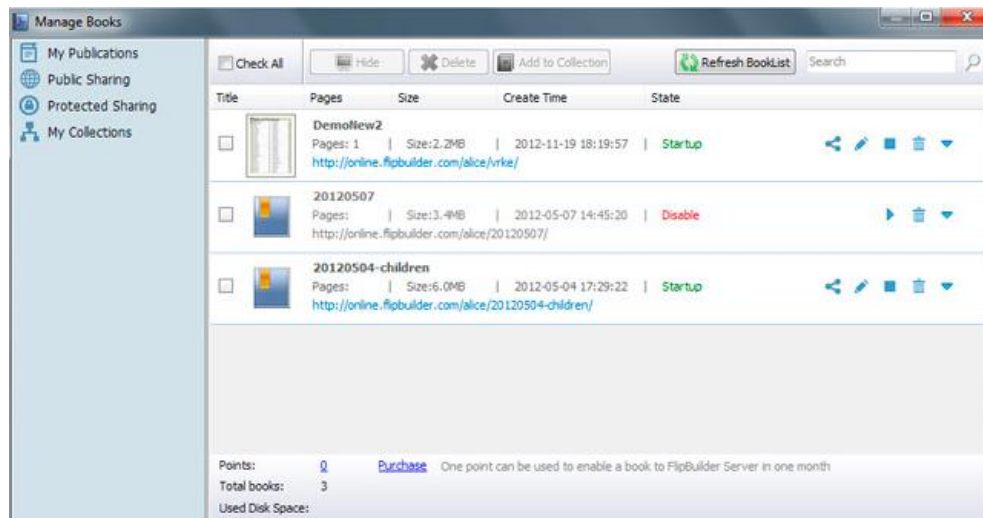 Manage Books
My Publications
Public Sharing
Protected Sharing
My Collections
Check All Hide Delete Add to Collection Refresh BookList Search
Title Pages Size Create Time State
DemoNew2
Pages: 1 | Size:2.2MB | 2012-11-19 18:19:57 | Startup
http://online.flipbuilder.com/alice/vrke/
20120507
Pages: | Size:3.4MB | 2012-05-07 14:45:20 | Disable
http://online.flipbuilder.com/alice/20120507/
20120504-children
Pages: | Size:6.0MB | 2012-05-04 17:29:22 | Startup
http://online.flipbuilder.com/alice/20120504-children/
Points: 0 Purchase One point can be used to enable a book to FlipBuilder Server in one month
Total books: 3
Used Disk Space: